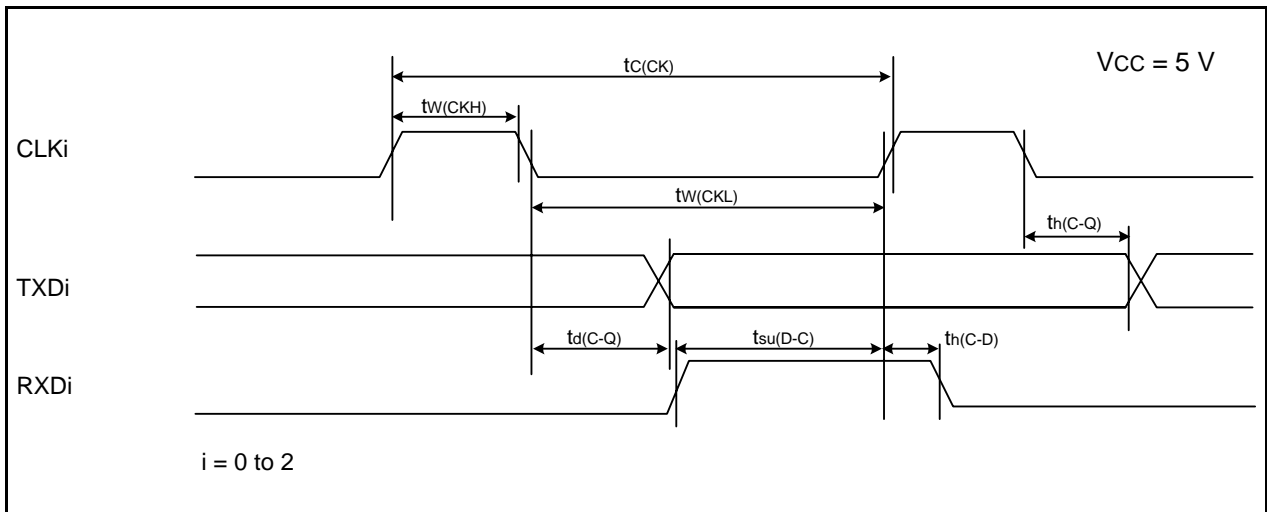 VCC = 5 V
tC(CK)
tW(CKH)
CLKi
tW(CKL)
th(C-Q)
TXDi
td(C-Q)
tsu(D-C)
th(C-D)
RXDi
i = 0 to 2